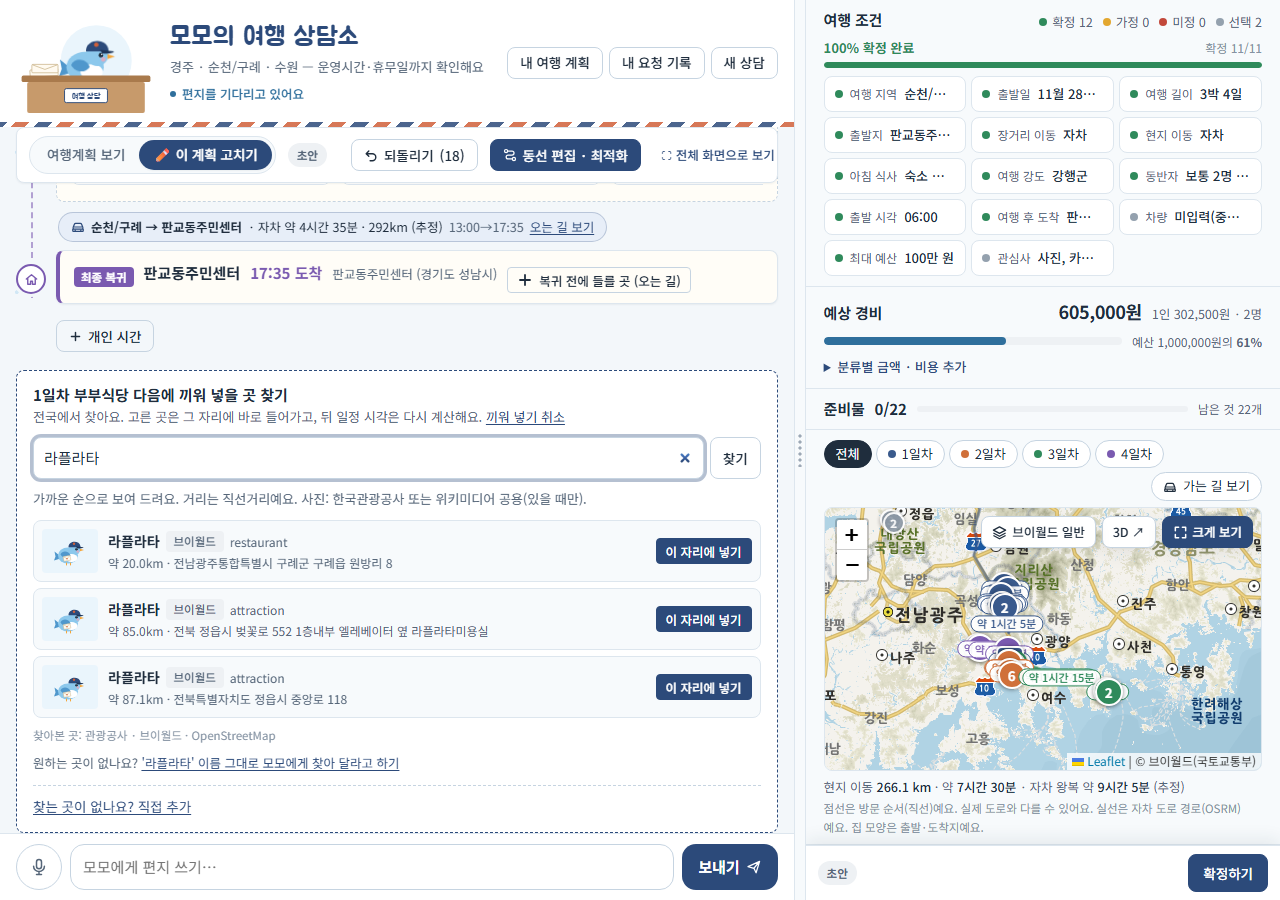 모모의 여행 상담소
경주 · 순천/구례 · 수원 — 운영시간·휴무일까지 확인해요
편지를 기다리고 있어요
여행 상담
내 여행 계획
내 요청 기록
새 상담
여행계획 보기
이 계획 고치기
초안
되돌리기 (18)
동선 편집 · 최적화
전체 화면으로 보기
순천/구례 → 판교동주민센터 · 자차 약 4시간 35분 · 292km (추정) 13:00→17:35 오는 길 보기
최종 복귀 판교동주민센터 17:35 도착 판교동주민센터 (경기도 성남시)
+ 복귀 전에 들를 곳 (오는 길)
+ 개인 시간
1일차 부부식당 다음에 끼워 넣을 곳 찾기
전국에서 찾아요. 고른 곳은 그 자리에 바로 들어가고, 뒤 일정 시각은 다시 계산해요. 끼워 넣기 취소
라플라타
찾기
가까운 순으로 보여 드려요. 거리는 직선거리예요. 사진: 한국관광공사 또는 위키미디어 공용(있을 때만).
라플라타 브이월드 restaurant
약 20.0km · 전남광주통합특별시 구례군 구례읍 원방리 8
이 자리에 넣기
라플라타 브이월드 attraction
약 85.0km · 전북 정읍시 벚꽃로 552 1층내부 엘레베이터 옆 라플라타미용실
이 자리에 넣기
라플라타 브이월드 attraction
약 87.1km · 전북특별자치도 정읍시 중앙로 118
이 자리에 넣기
찾아본 곳: 관광공사 · 브이월드 · OpenStreetMap
원하는 곳이 없나요? '라플라타' 이름 그대로 모모에게 찾아 달라고 하기
찾는 곳이 없나요? 직접 추가
모모에게 편지 쓰기…
보내기
여행 조건
확정 12 가정 0 미정 0 선택 2
100% 확정 완료
확정 11/11
여행 지역 순천/…
출발일 11월 28…
여행 길이 3박 4일
출발지 판교동주…
장거리 이동 자차
현지 이동 자차
아침 식사 숙소 …
여행 강도 강행군
동반자 보통 2명 …
출발 시각 06:00
여행 후 도착 판…
차량 미입력(중…
최대 예산 100만 원
관심사 사진, 카…
예상 경비
605,000원 1인 302,500원 · 2명
예산 1,000,000원의 61%
분류별 금액 · 비용 추가
준비물 0/22
남은 것 22개
전체
1일차
2일차
3일차
4일차
가는 길 보기
+
−
브이월드 일반
3D ↗
크게 보기
2
정읍
임실
45
내장산
국립공원
27
지리산
산청
담양
곡성
2
진주
함안
창원
전남광주
약 1시간 5분
하동
함평
화순
나주
광양
사천
6
약 1시간 15분
2
통영
10
보성
여수
강진
한려해상
국립공원
고흥
Leaflet | © 브이월드(국토교통부)
현지 이동 266.1 km · 약 7시간 30분 · 자차 왕복 약 9시간 5분 (추정)
점선은 방문 순서(직선)예요. 실제 도로와 다를 수 있어요. 실선은 자차 도로 경로(OSRM)
예요. 집 모양은 출발·도착지예요.
초안
확정하기